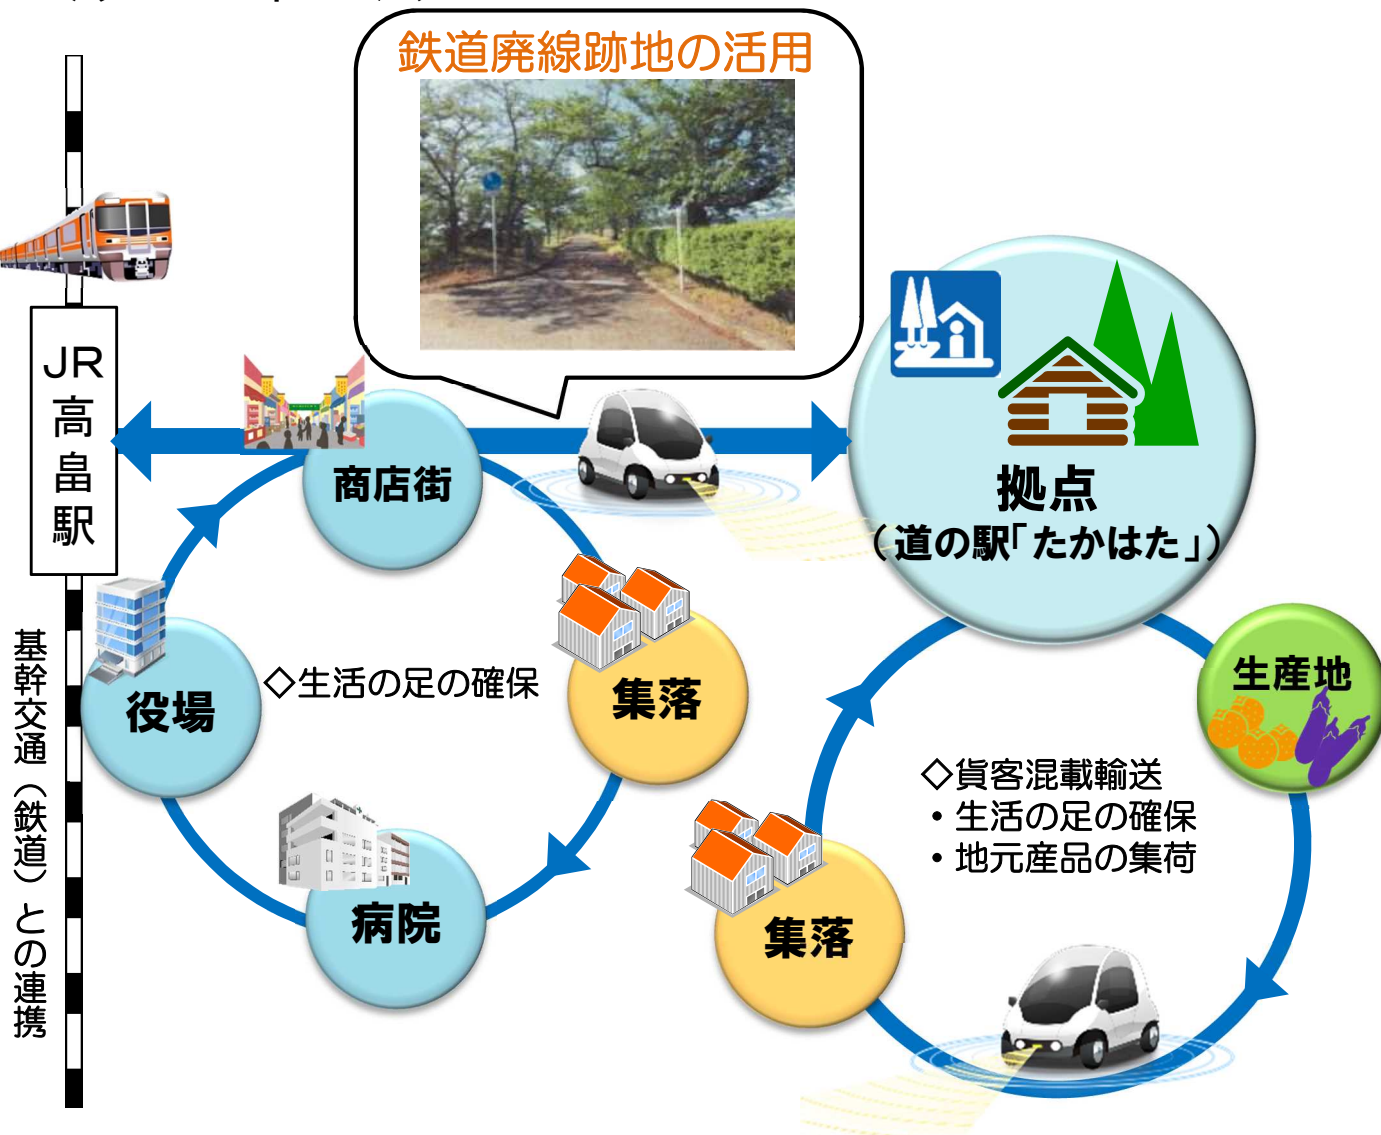 鉄道廃線跡地の活用
JR高畠駅
商店街
拠点
（道の駅「たかはた」）
役場
◇生活の足の確保
集落
生産地
病院
◇貨客混載輸送
・生活の足の確保
・地元産品の集荷
集落
基幹交通（鉄道）との連携